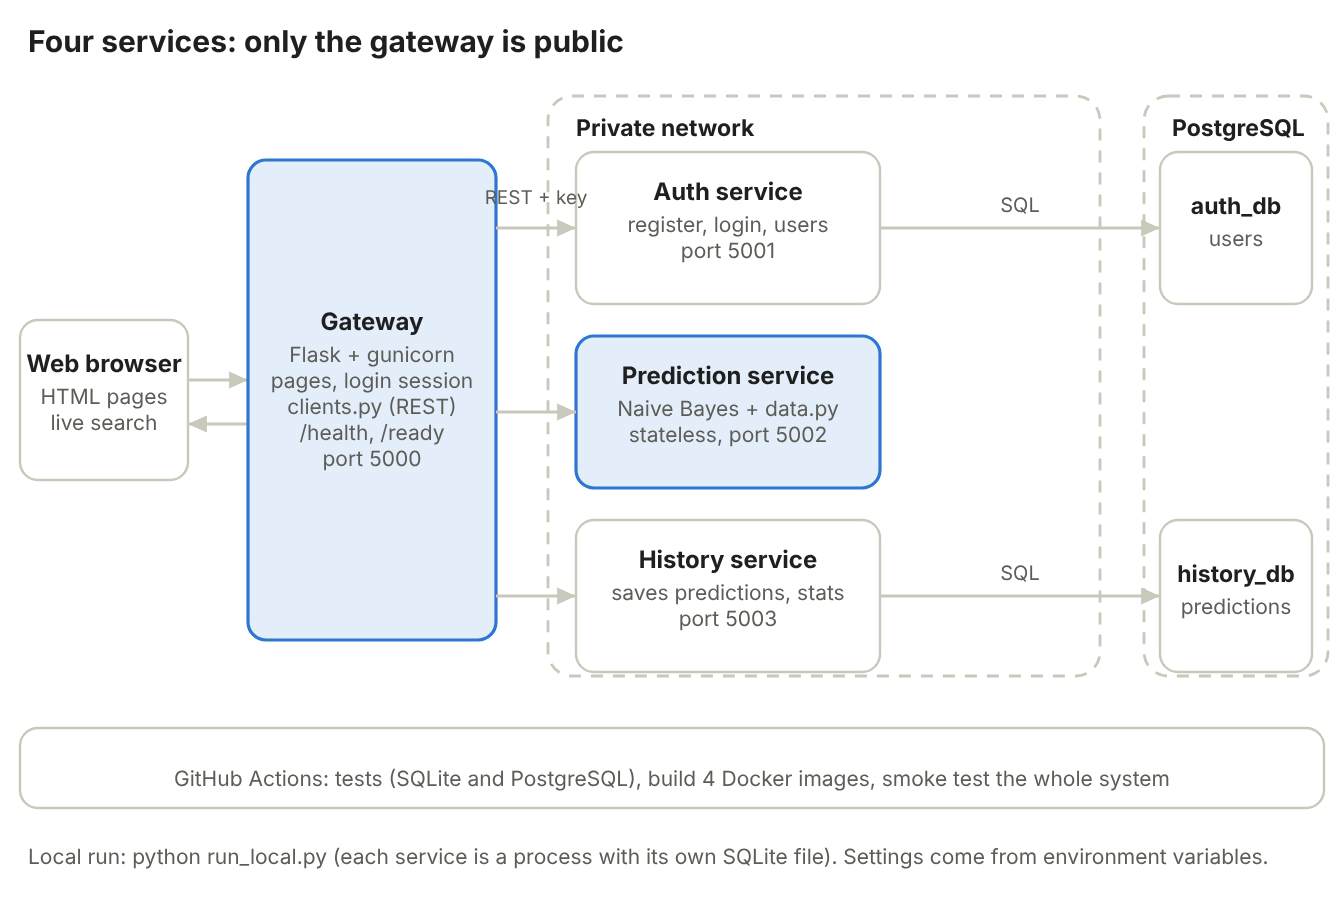 Four services: only the gateway is public
Private network
PostgreSQL
REST + key
Auth service
register, login, users
port 5001
SQL
auth_db
users
Web browser
HTML pages
live search
Gateway
Flask + gunicorn
pages, login session
clients.py (REST)
/health, /ready
port 5000
Prediction service
Naive Bayes + data.py
stateless, port 5002
History service
saves predictions, stats
port 5003
SQL
history_db
predictions
GitHub Actions: tests (SQLite and PostgreSQL), build 4 Docker images, smoke test the whole system
Local run: python run_local.py (each service is a process with its own SQLite file). Settings come from environment variables.